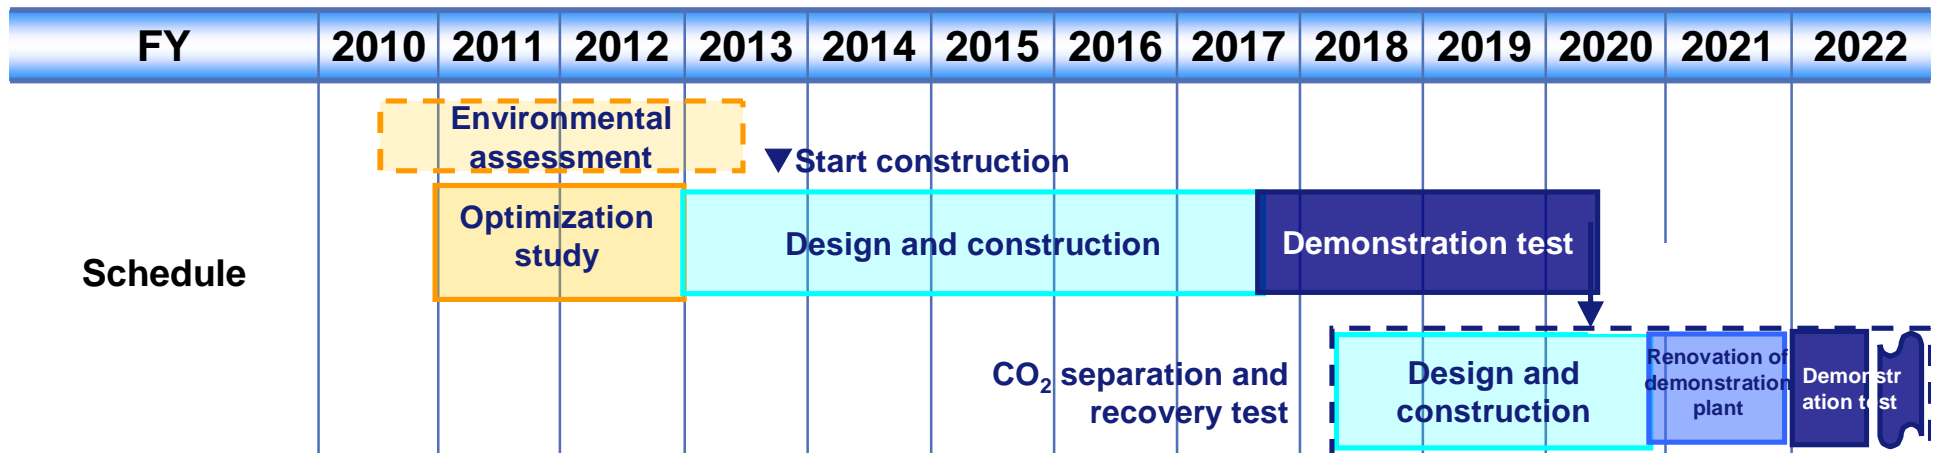 FY 2010 2011 2012 2013 2014 2015 2016 2017 2018 2019 2020 2021 2022
Environmental
assessment
▼Start construction
Optimization
study
Design and construction
Demonstration test
Schedule
CO₂ separation and
recovery test
Design and
construction
Renovation of
demonstration
plant
Demonstr
ation test